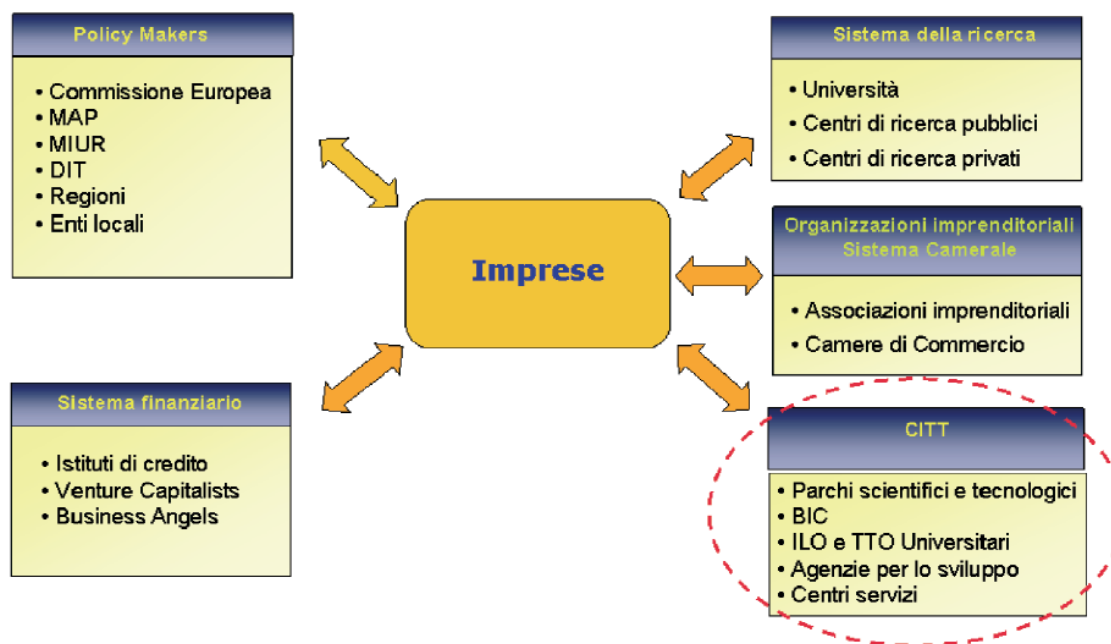 Policy Makers
• Commissione Europea
• MAP
• MIUR
• DIT
• Regioni
• Enti locali
Sistema della ricerca
• Università
• Centri di ricerca pubblici
• Centri di ricerca privati
Imprese
Organizzazioni imprenditoriali
Sistema Camerale
• Associazioni imprenditoriali
• Camere di Commercio
Sistema finanziario
• Istituti di credito
• Venture Capitalists
• Business Angels
CITT
• Parchi scientifici e tecnologici
• BIC
• ILO e TTO Universitari
• Agenzie per lo sviluppo
• Centri servizi